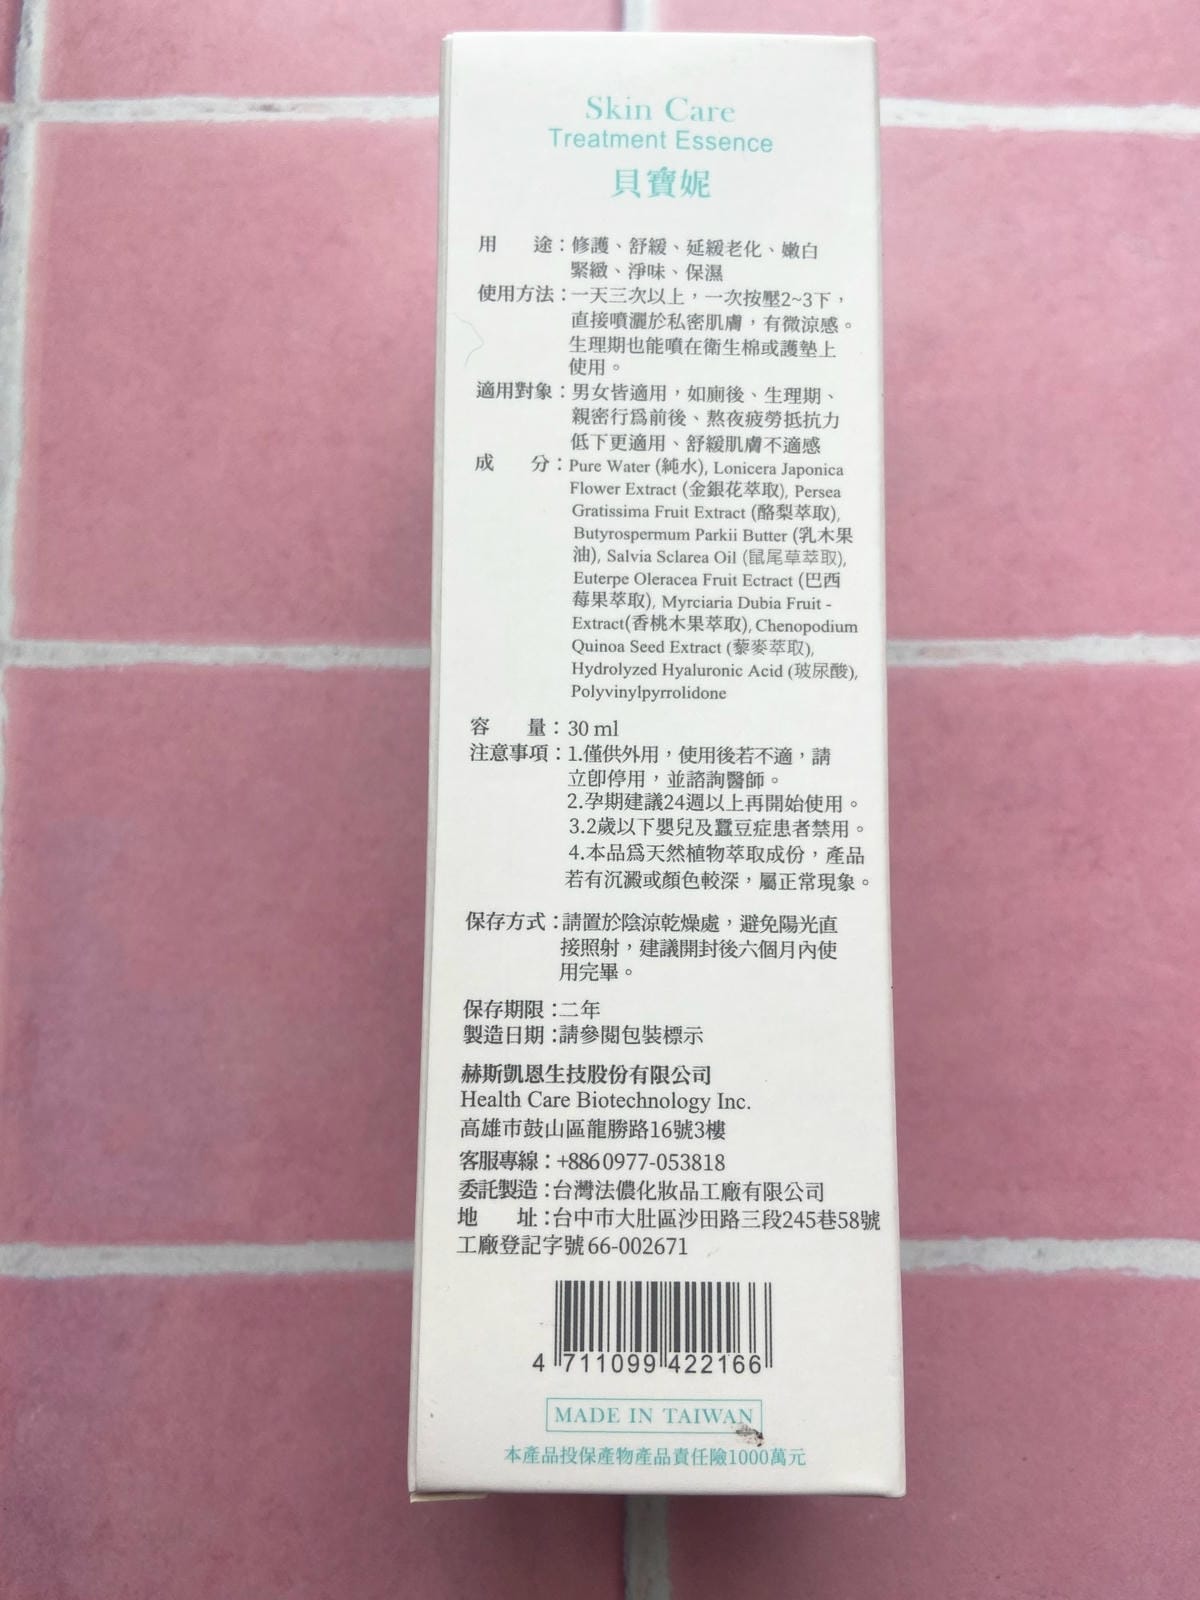 Skin Care
Treatment Essence
貝寶妮
用 途：修護、舒緩、延緩老化、嫩白
緊緻、淨味、保濕
使用方法：一天三次以上，一次按壓2~3下，
直接噴灑於私密肌膚，有微涼感。
生理期也能噴在衛生棉或護墊上
使用。
適用對象：男女皆適用，如廁後、生理期、
親密行為前後、熬夜疲勞抵抗力
低下更適用、舒緩肌膚不適感
成 分：Pure Water (純水), Lonicera Japonica
Flower Extract (金銀花萃取), Persea
Gratissima Fruit Extract (酪梨萃取),
Butyrospermum Parkii Butter (乳木果
油), Salvia Sclarea Oil (鼠尾草萃取),
Euterpe Oleracea Fruit Ectract (巴西
莓果萃取), Myrciaria Dubia Fruit -
Extract(香桃木果萃取), Chenopodium
Quinoa Seed Extract (藜麥萃取),
Hydrolyzed Hyaluronic Acid (玻尿酸),
Polyvinylpyrrolidone
容 量：30 ml
注意事項：1.僅供外用，使用後若不適，請
立即停用，並諮詢醫師。
2.孕期建議24週以上再開始使用。
3.2歲以下嬰兒及蠶豆症患者禁用。
4.本品為天然植物萃取成份，產品
若有沉澱或顏色較深，屬正常現象。
保存方式：請置於陰涼乾燥處，避免陽光直
接照射，建議開封後六個月內使
用完畢。
保存期限：二年
製造日期：請參閱包裝標示
赫斯凱恩生技股份有限公司
Health Care Biotechnology Inc.
高雄市鼓山區龍勝路16號3樓
客服專線：+886 0977-053818
委託製造：台灣法儂化妝品工廠有限公司
地 址：台中市大肚區沙田路三段245巷58號
工廠登記字號 66-002671
4 711099 422166
MADE IN TAIWAN
本產品投保產物產品責任險1000萬元